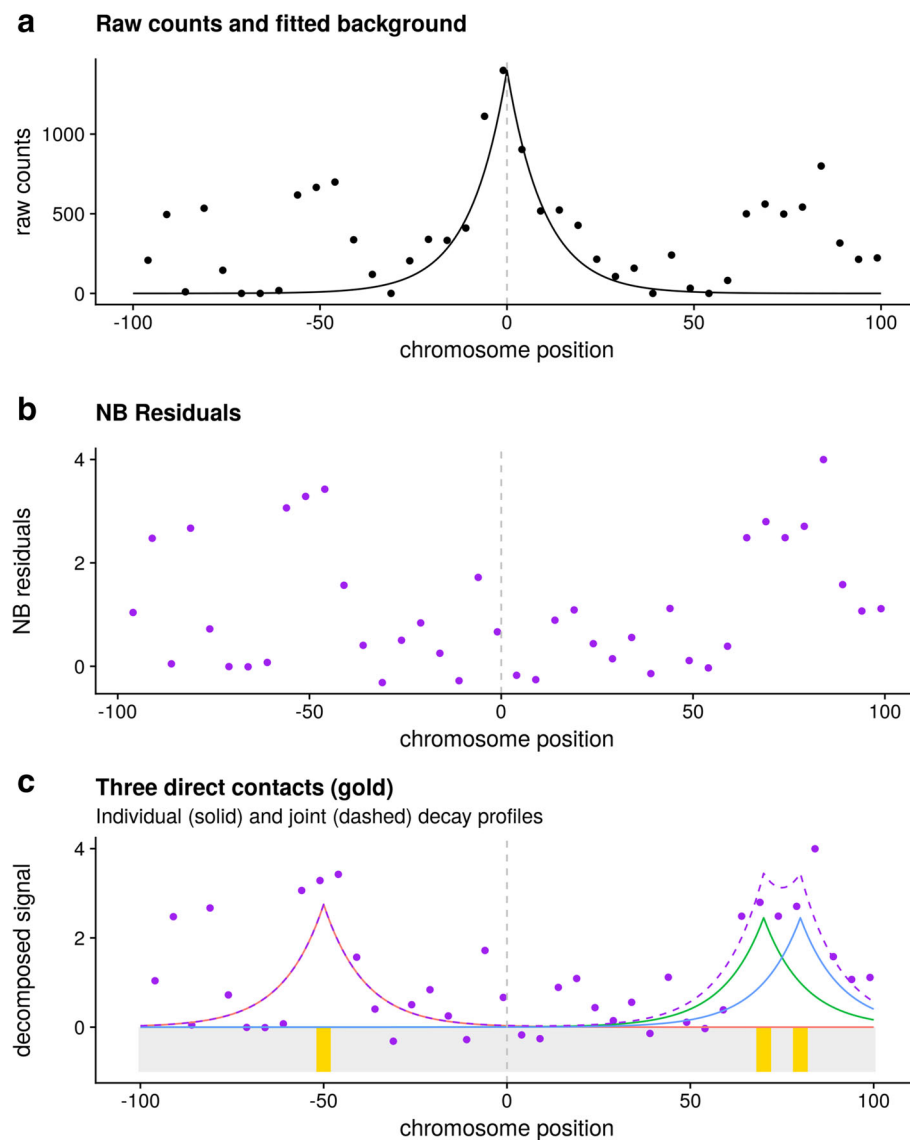 a
Raw counts and fitted background
raw counts
1000
500
0
-100
-50
0
50
100
chromosome position
b
NB Residuals
NB residuals
4
2
0
-100
-50
0
50
100
chromosome position
c
Three direct contacts (gold)
Individual (solid) and joint (dashed) decay profiles
decomposed signal
4
2
0
-100
-50
0
50
100
chromosome position